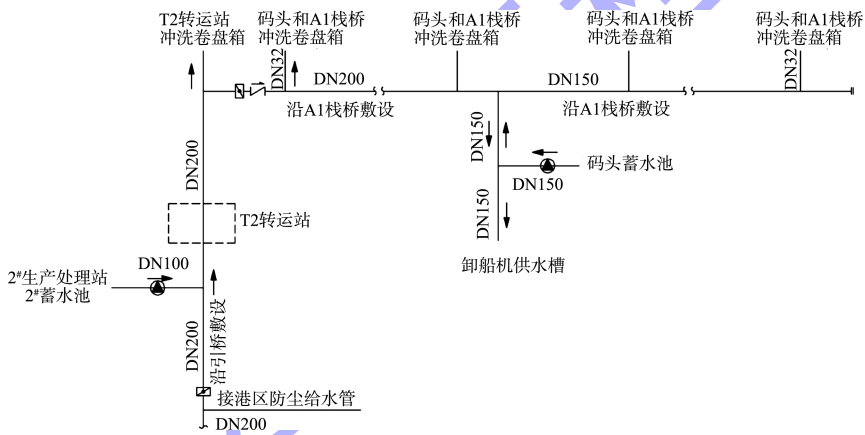 T2转运站
冲洗卷盘箱
码头和A1栈桥
冲洗卷盘箱
码头和A1栈桥
冲洗卷盘箱
码头和A1栈桥
冲洗卷盘箱
码头和A1栈桥
冲洗卷盘箱
DN32
DN200
DN150
DN32
沿A1栈桥敷设
沿A1栈桥敷设
DN150
DN200
码头蓄水池
DN150
DN150
T2转运站
卸船机供水槽
DN100
2#生产处理站
2#蓄水池
沿引桥敷设
DN200
接港区防尘给水管
DN200